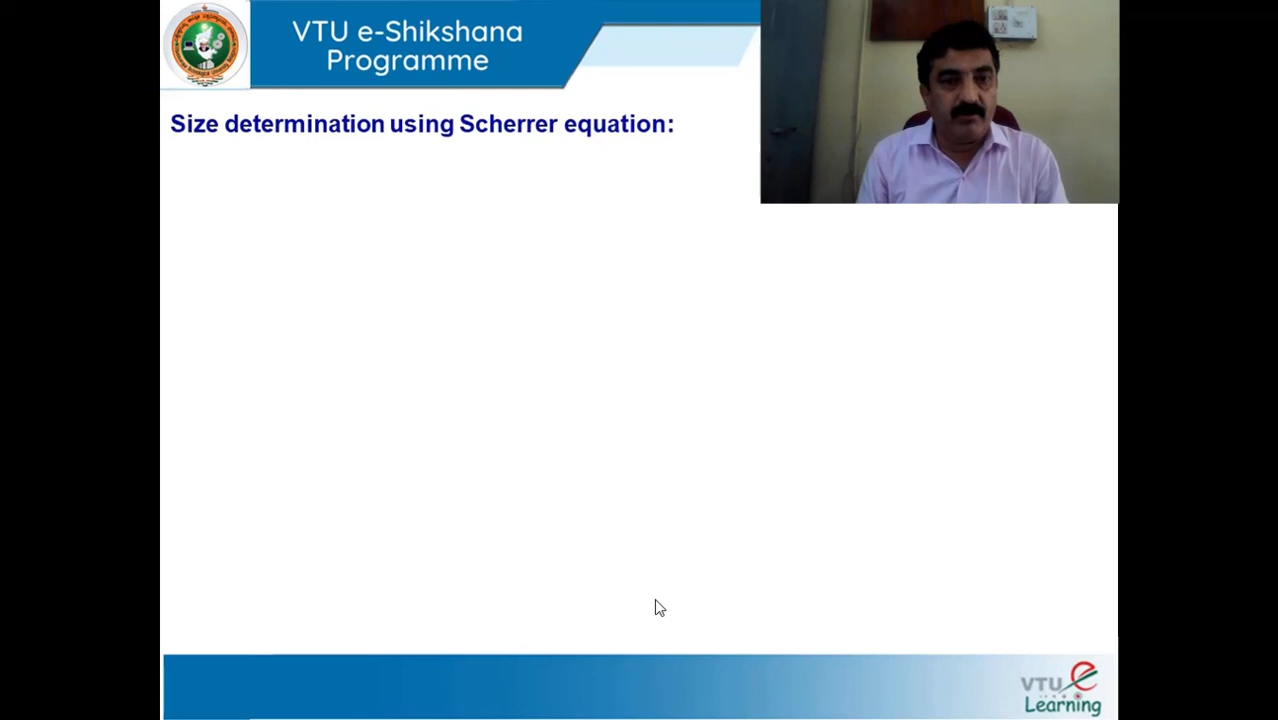 VTU e-Shikshana
Programme
Size determination using Scherrer equation:
VTU e
Learning